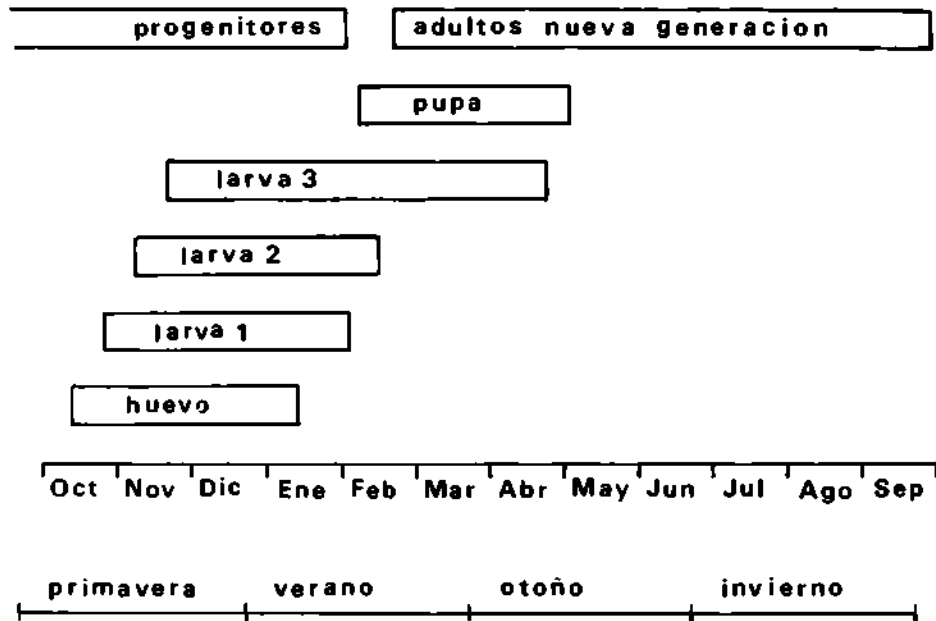 progenitores adultos nueva generacion
pupa
larva 3
larva 2
larva 1
huevo
Oct Nov Dic Ene Feb Mar Abr May Jun Jul Ago Sep
primavera verano otoño invierno